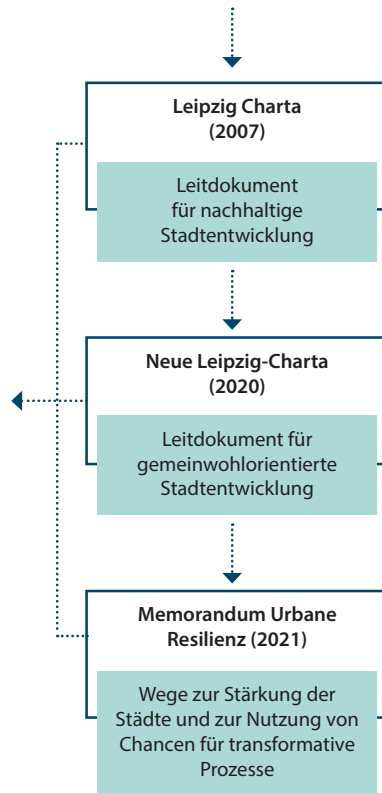 Leipzig Charta
(2007)
Leitdokument
für nachhaltige
Stadtentwicklung
Neue Leipzig-Charta
(2020)
Leitdokument für
gemeinwohlorientierte
Stadtentwicklung
Memorandum Urbane
Resilienz (2021)
Wege zur Stärkung der
Städte und zur Nutzung von
Chancen für transformative
Prozesse